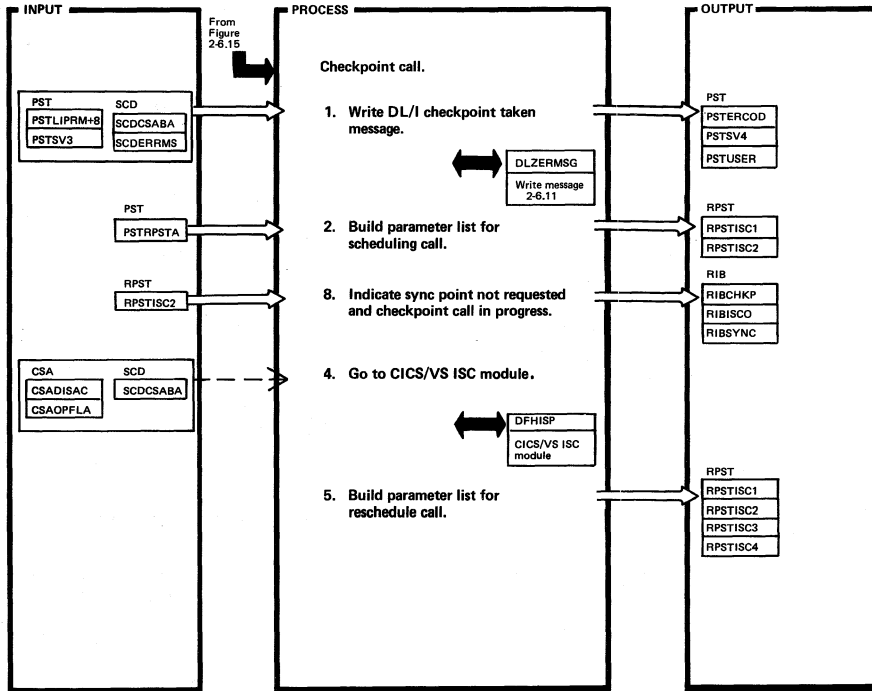 INPUT
From
Figure
2-6.15
PROCESS
OUTPUT
Checkpoint call.
PST
PSTLIPRM+8
PSTSV3
SCD
SCDCSABA
SCDERRMS
1. Write DL/I checkpoint taken
message.
PST
PSTERCOD
PSTSV4
PSTUSER
DLZERMSG
Write message
2-6.11
PST
PSTRPSTA
2. Build parameter list for
scheduling call.
RPST
RPSTISC1
RPSTISC2
RPST
RPSTISC2
8. Indicate sync point not requested
and checkpoint call in progress.
RIB
RIBCHKP
RIBISCO
RIBSYNC
CSA
CSADISAC
CSAOPFLA
SCD
SCDCSABA
4. Go to CICS/VS ISC module.
DFHISP
CICS/VS ISC
module
5. Build parameter list for
reschedule call.
RPST
RPSTISC1
RPSTISC2
RPSTISC3
RPSTISC4